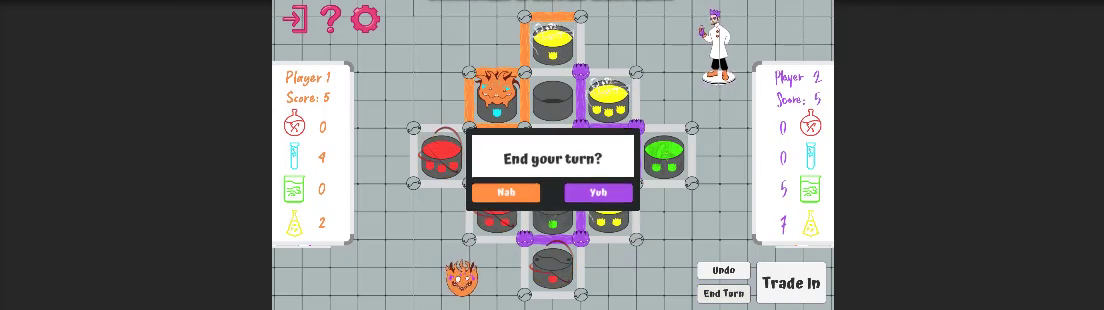 ?
Player 1
Score: 5
0
4
0
2
Player 2
Score: 5
0
0
5
7
End your turn?
Nah
Yuh
Undo
End Turn
Trade In